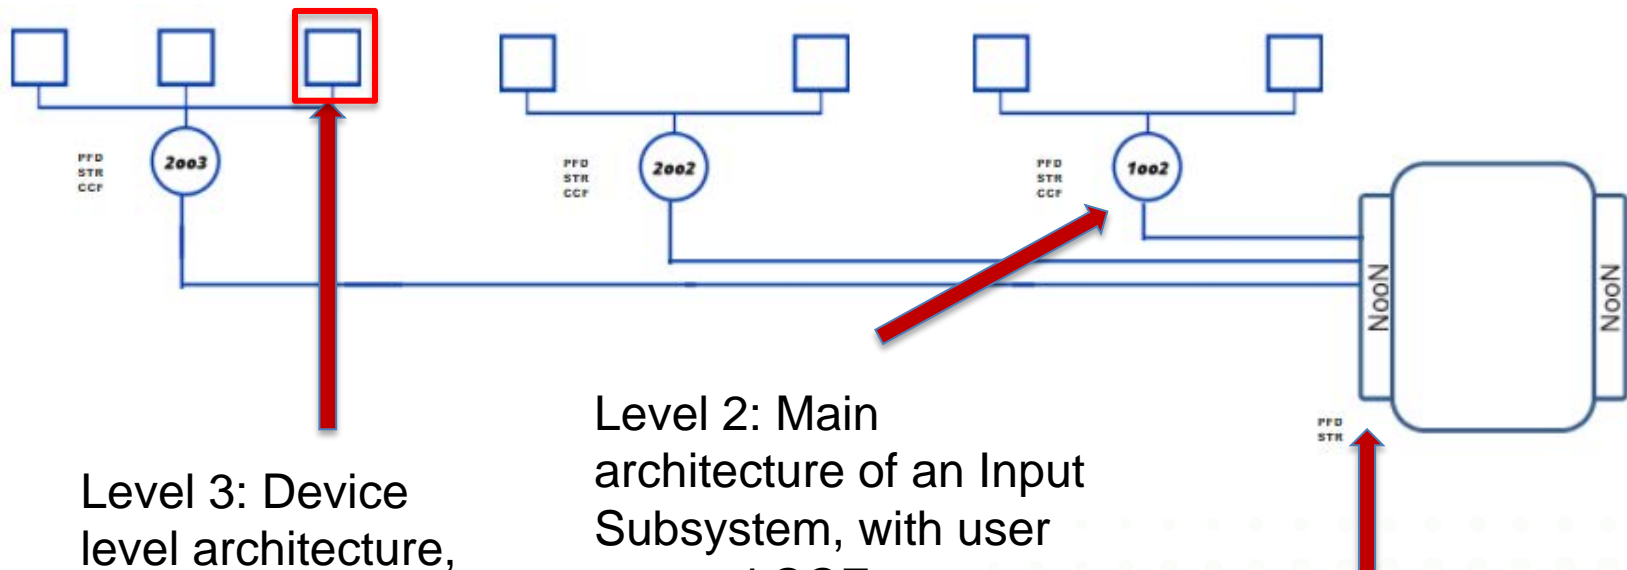 2oo3
PFD
STR
CCF
2oo2
PFD
STR
CCF
1oo2
PFD
STR
CCF
NooN
NooN
PFD
STR
Level 2: Main
architecture of an Input
Subsystem, with user
Level 3: Device
level architecture,